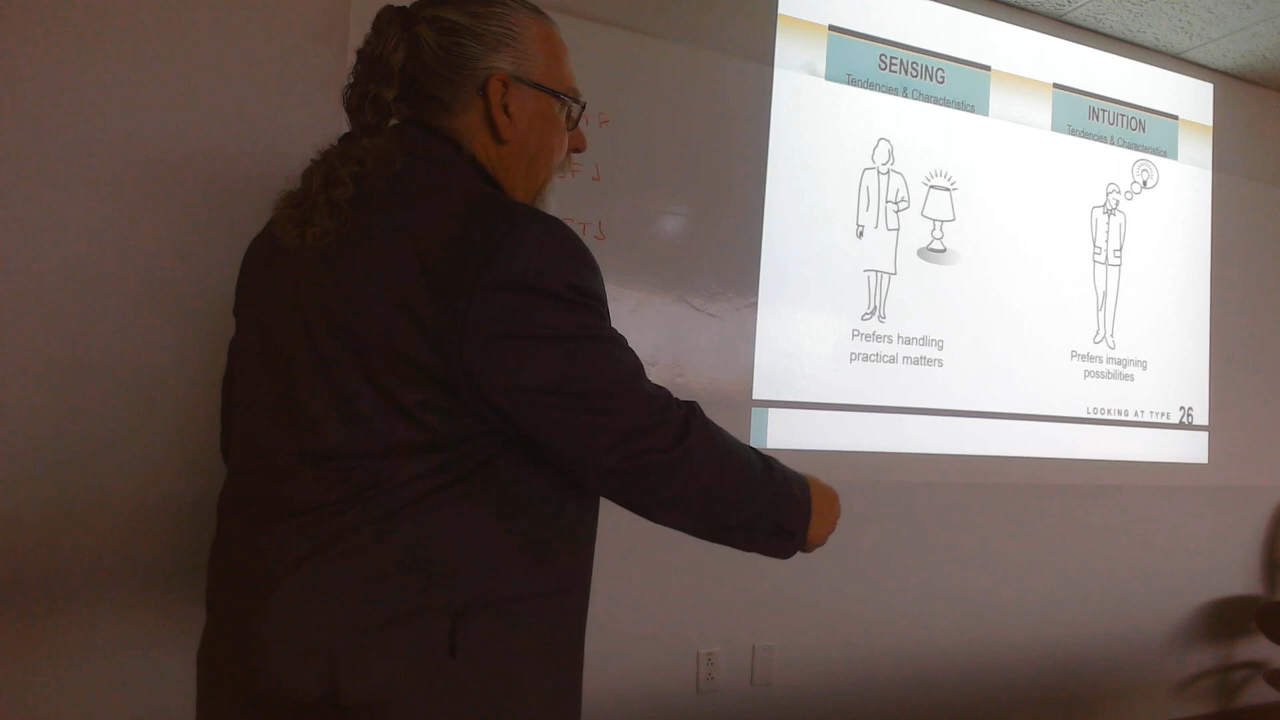 SENSING
Tendencies & Characteristics
INTUITION
Tendencies & Characteristics
Prefers handling
practical matters
Prefers imagining
possibilities
LOOKING AT TYPE 26